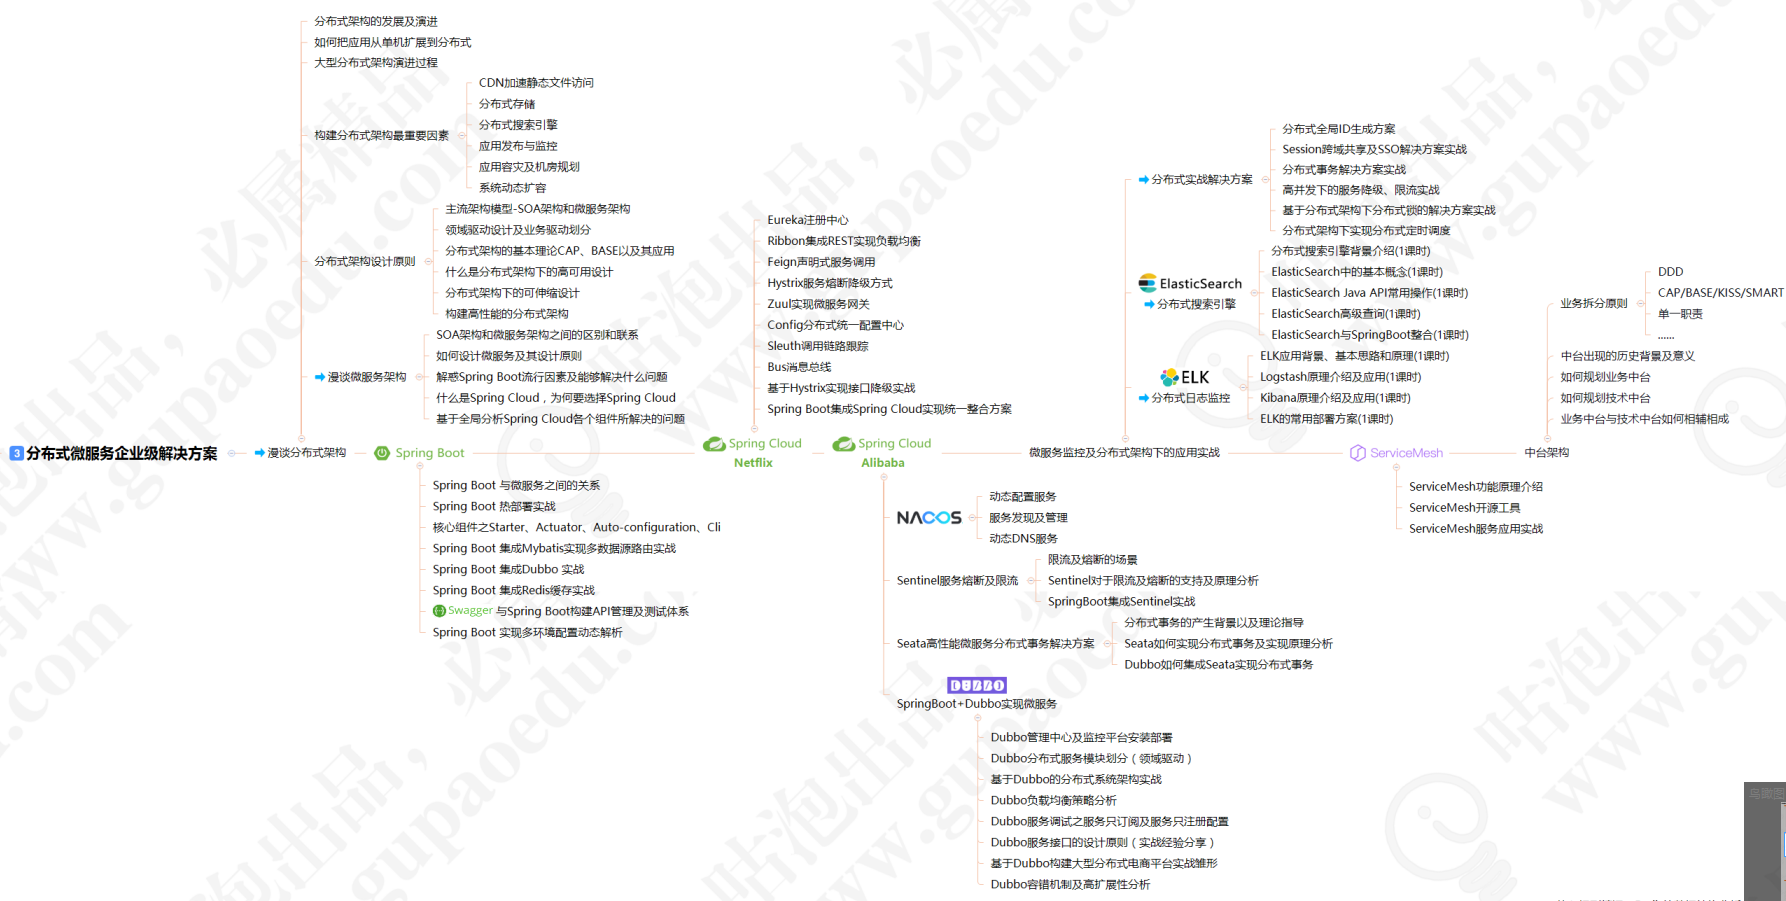 3 分布式微服务企业级解决方案
漫谈分布式架构
分布式架构的发展及演进
如何把应用从单机扩展到分布式
大型分布式架构演进过程
构建分布式架构最重要因素
CDN加速静态文件访问
分布式存储
分布式搜索引擎
应用发布与监控
应用容灾及机房规划
系统动态扩容
分布式架构设计原则
主流架构模型-SOA架构和微服务架构
领域驱动设计及业务驱动划分
分布式架构的基本理论CAP、BASE以及其应用
什么是分布式架构下的高可用设计
分布式架构下的可伸缩设计
构建高性能的分布式架构
漫谈微服务架构
SOA架构和微服务架构之间的区别和联系
如何设计微服务及其设计原则
解惑Spring Boot流行因素及能够解决什么问题
什么是Spring Cloud，为何要选择Spring Cloud
基于全局分析Spring Cloud各个组件所解决的问题
Spring Boot
Spring Boot 与微服务之间的关系
Spring Boot 热部署实战
核心组件之Starter、Actuator、Auto-configuration、Cli
Spring Boot 集成Mybatis实现多数据源路由实战
Spring Boot 集成Dubbo 实战
Spring Boot 集成Redis缓存实战
Swagger 与Spring Boot构建API管理及测试体系
Spring Boot 实现多环境配置动态解析
Spring Cloud
Netflix
Eureka注册中心
Ribbon集成REST实现负载均衡
Feign声明式服务调用
Hystrix服务熔断降级方式
Zuul实现微服务网关
Config分布式统一配置中心
Sleuth调用链路跟踪
Bus消息总线
基于Hystrix实现接口降级实战
Spring Boot集成Spring Cloud实现统一整合方案
Spring Cloud
Alibaba
NACOS
动态配置服务
服务发现及管理
动态DNS服务
Sentinel服务熔断及限流
限流及熔断的场景
Sentinel对于限流及熔断的支持及原理分析
SpringBoot集成Sentinel实战
Seata高性能微服务分布式事务解决方案
分布式事务的产生背景以及理论指导
Seata如何实现分布式事务及实现原理分析
Dubbo如何集成Seata实现分布式事务
DUBBO
SpringBoot+Dubbo实现微服务
Dubbo管理中心及监控平台安装部署
Dubbo分布式服务模块划分（领域驱动）
基于Dubbo的分布式系统架构实战
Dubbo负载均衡策略分析
Dubbo服务调试之服务只订阅及服务只注册配置
Dubbo服务接口的设计原则（实战经验分享）
基于Dubbo构建大型分布式电商平台实战雏形
Dubbo容错机制及高扩展性分析
微服务监控及分布式架构下的应用实战
分布式实战解决方案
分布式全局ID生成方案
Session跨域共享及SSO解决方案实战
分布式事务解决方案实战
高并发下的服务降级、限流实战
基于分布式架构下分布式锁的解决方案实战
分布式架构下实现分布式定时调度
ElasticSearch
分布式搜索引擎
分布式搜索引擎背景介绍(1课时)
ElasticSearch中的基本概念(1课时)
ElasticSearch Java API常用操作(1课时)
ElasticSearch高级查询(1课时)
ElasticSearch与SpringBoot整合(1课时)
ELK
分布式日志监控
ELK应用背景、基本思路和原理(1课时)
Logstash原理介绍及应用(1课时)
Kibana原理介绍及应用(1课时)
ELK的常用部署方案(1课时)
ServiceMesh
ServiceMesh功能原理介绍
ServiceMesh开源工具
ServiceMesh服务应用实战
中台架构
业务拆分原则
DDD
CAP/BASE/KISS/SMART
单一职责
......
中台出现的历史背景及意义
如何规划业务中台
如何规划技术中台
业务中台与技术中台如何相辅相成
鸟瞰图
咕泡出品，必属精品
www.gupaoedu.com